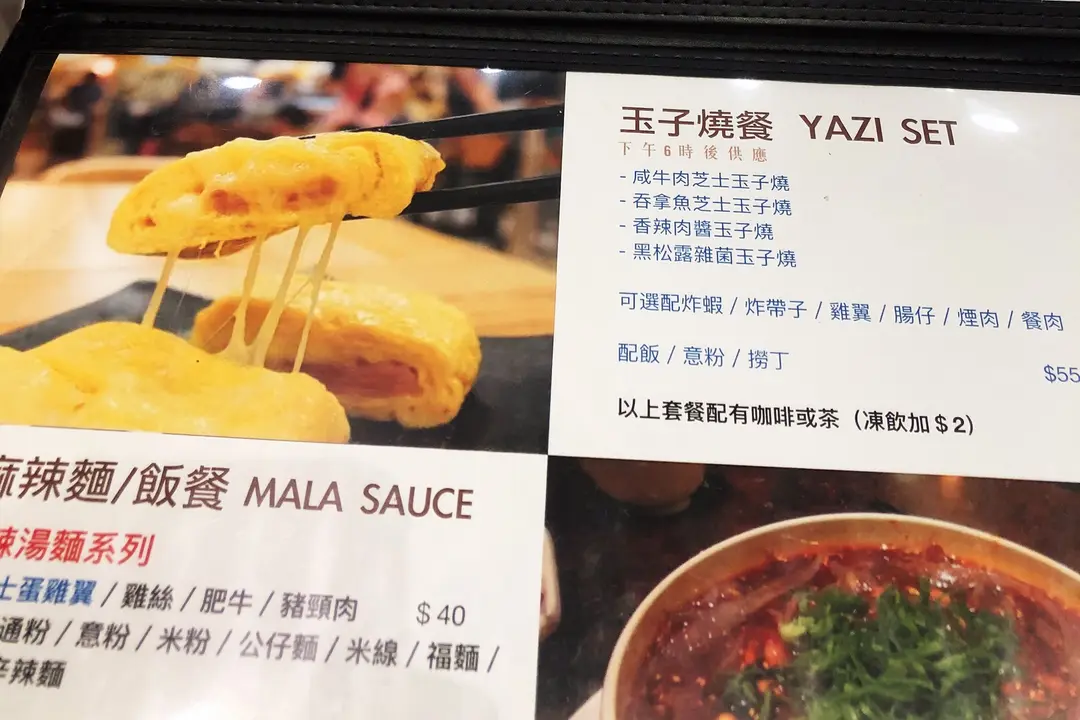 玉子燒餐 YAZI SET
下午6時後供應
- 咸牛肉芝士玉子燒
- 吞拿魚芝士玉子燒
- 香辣肉醬玉子燒
- 黑松露雜菌玉子燒
可選配炸蝦 / 炸帶子 / 雞翼 / 腸仔 / 煙肉 / 餐肉
配飯 / 意粉 / 撈丁
$55
以上套餐配有咖啡或茶（凍飲加$2）
麻辣麵/飯餐 MALA SAUCE
辣湯麵系列
士蛋雞翼 / 雞絲 / 肥牛 / 豬頸肉 $40
通粉 / 意粉 / 米粉 / 公仔麵 / 米線 / 福麵 /
辛辣麵